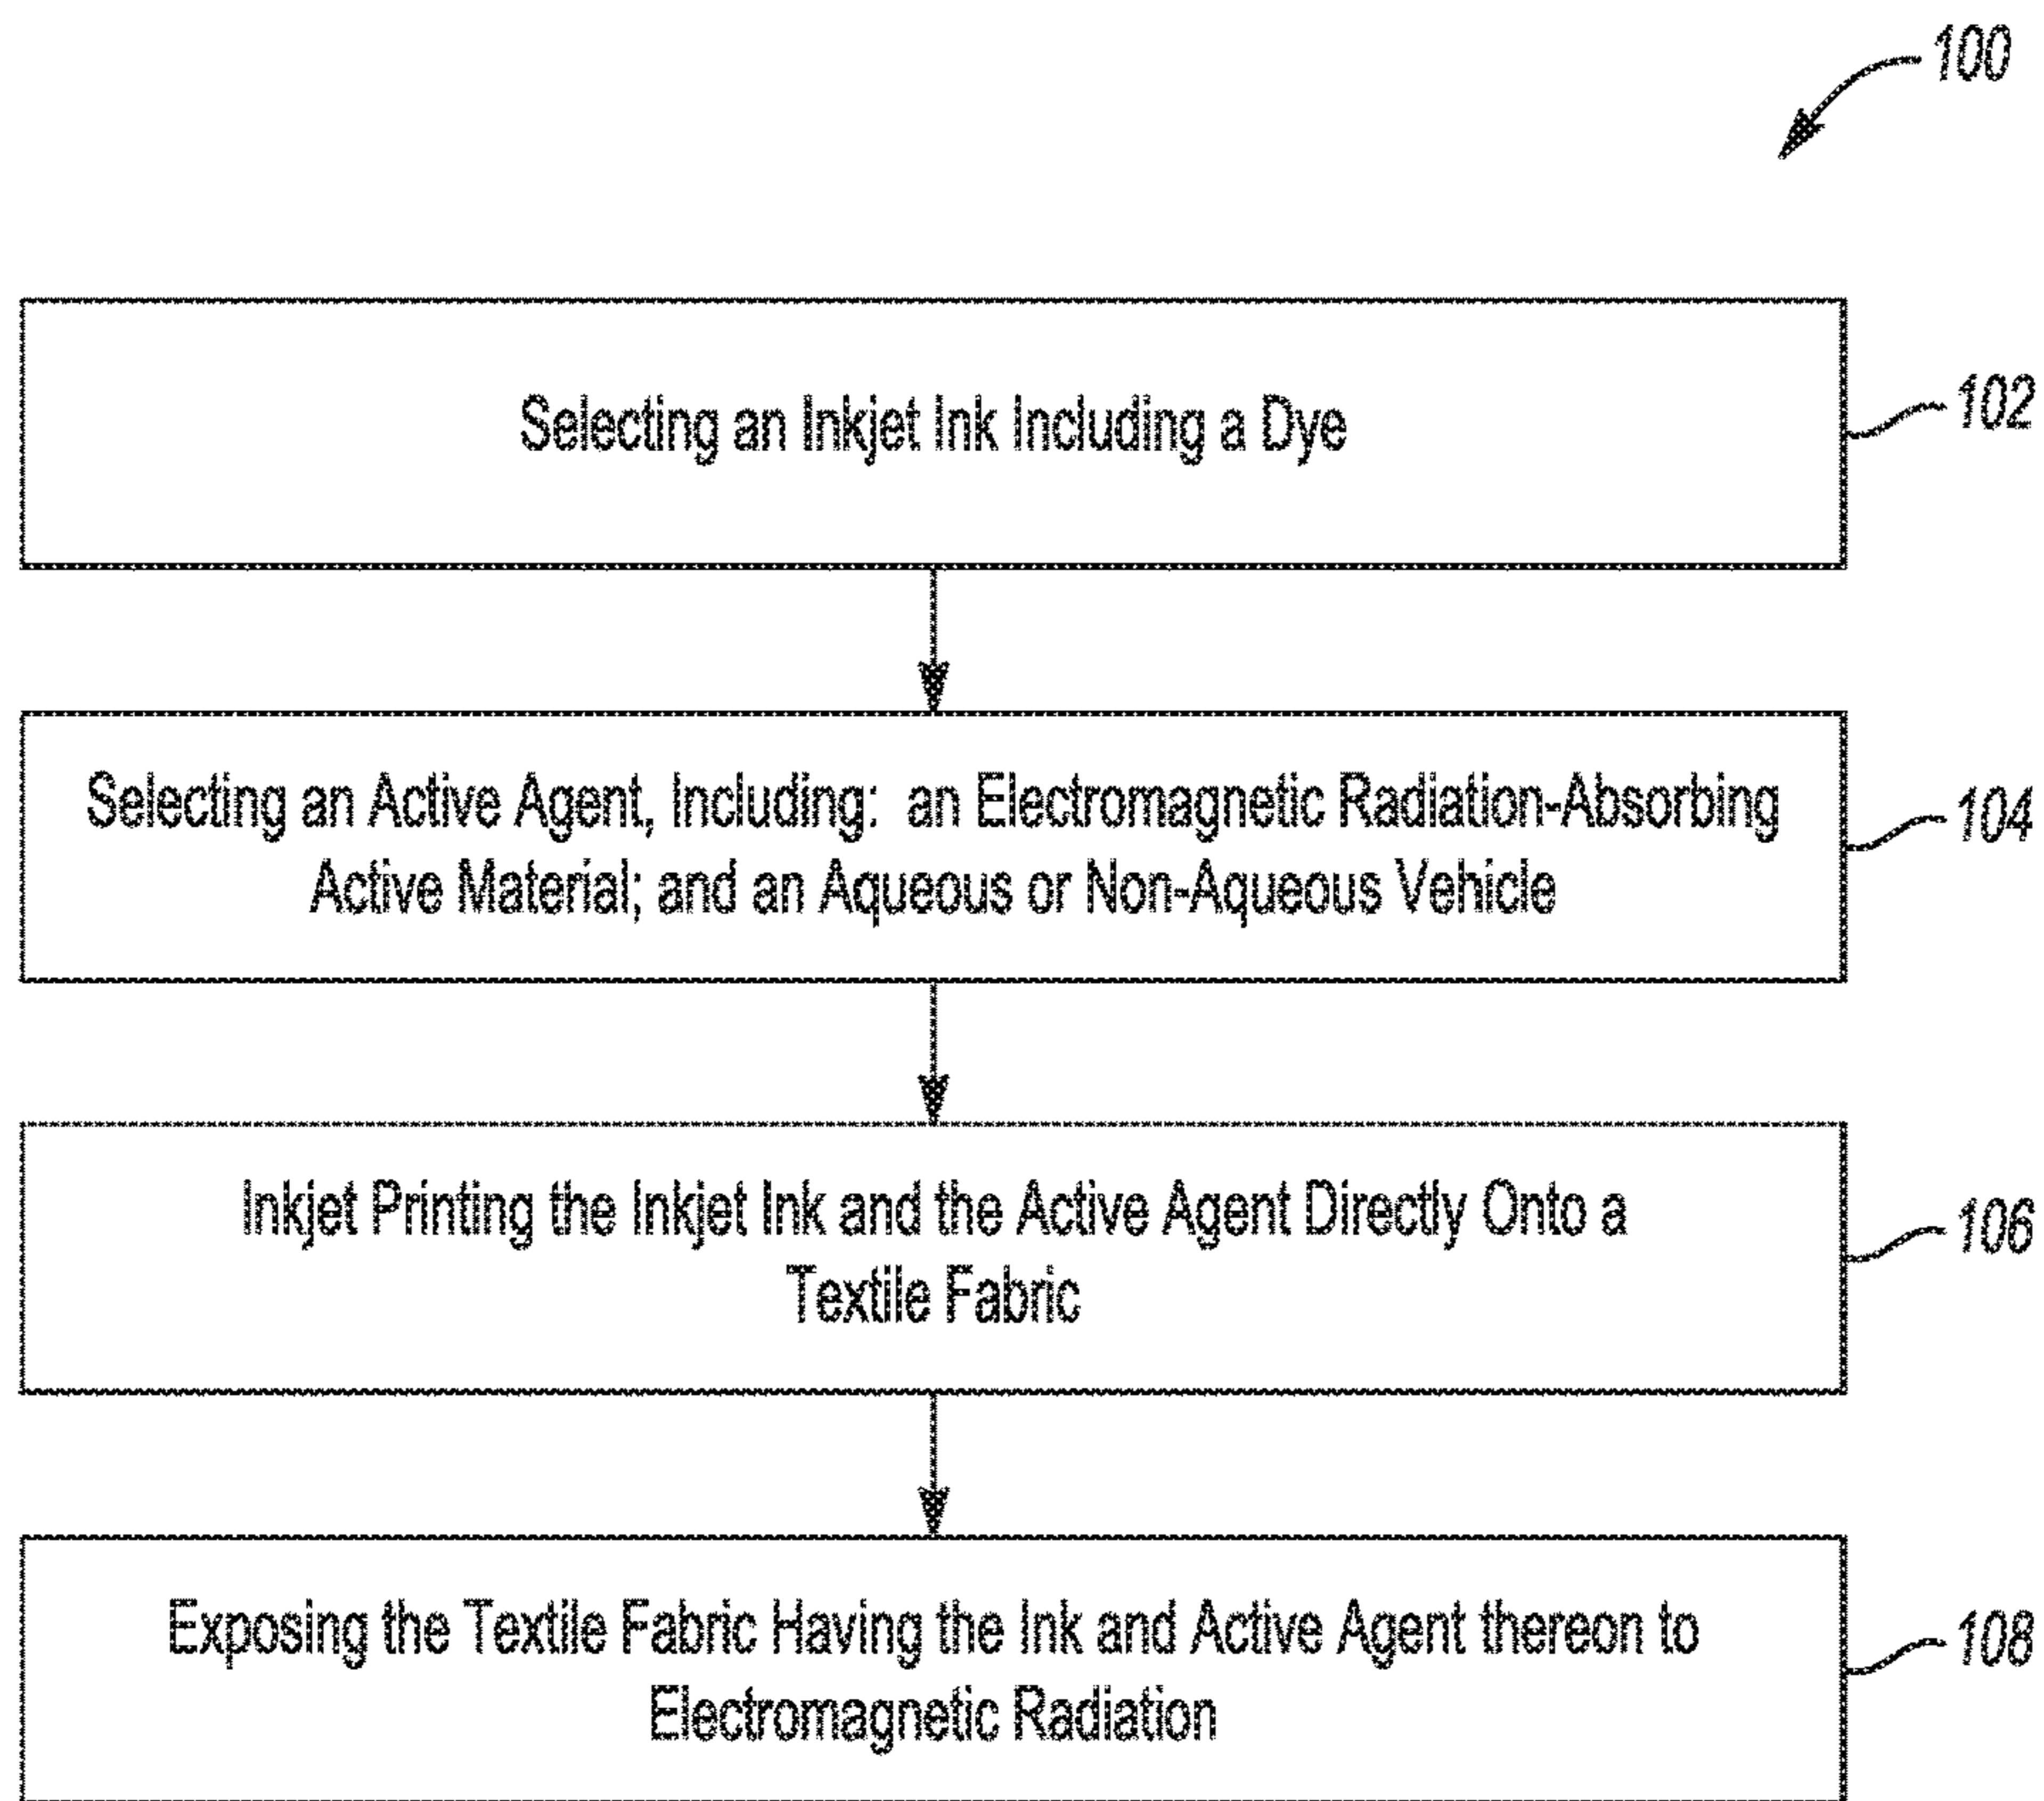 100
Selecting an Inkjet Ink Including a Dye
102
Selecting an Active Agent, Including: an Electromagnetic Radiation-Absorbing
Active Material; and an Aqueous or Non-Aqueous Vehicle
104
Inkjet Printing the Inkjet Ink and the Active Agent Directly Onto a
Textile Fabric
106
Exposing the Textile Fabric Having the Ink and Active Agent thereon to
Electromagnetic Radiation
108